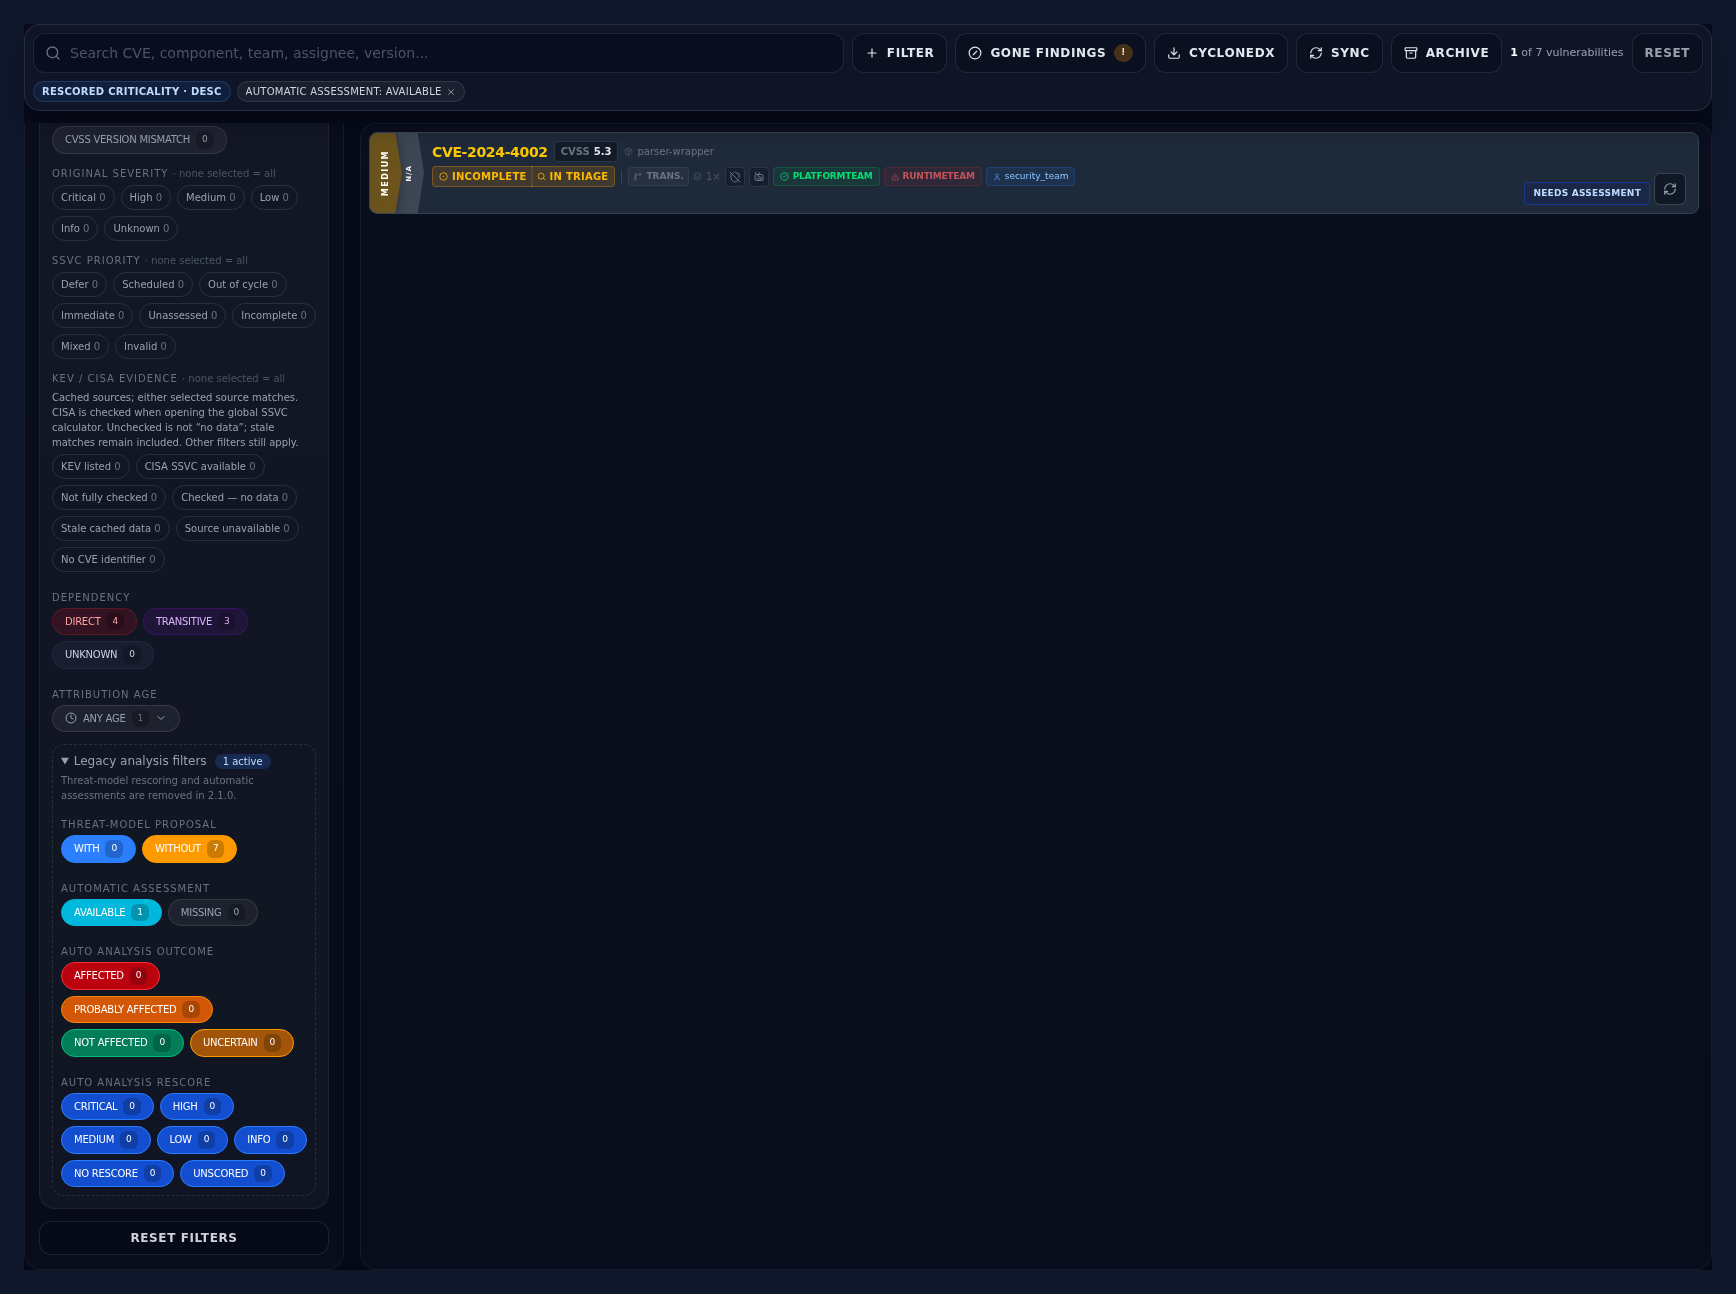 Search CVE, component, team, assignee, version...
FILTER
GONE FINDINGS !
CYCLONEDX
SYNC
ARCHIVE
1 of 7 vulnerabilities
RESET
RESCORED CRITICALITY · DESC
AUTOMATIC ASSESSMENT: AVAILABLE ×
CVSS VERSION MISMATCH 0
ORIGINAL SEVERITY · none selected = all
Critical 0 High 0 Medium 0 Low 0
Info 0 Unknown 0
SSVC PRIORITY · none selected = all
Defer 0 Scheduled 0 Out of cycle 0
Immediate 0 Unassessed 0 Incomplete 0
Mixed 0 Invalid 0
KEV / CISA EVIDENCE · none selected = all
Cached sources; either selected source matches.
CISA is checked when opening the global SSVC
calculator. Unchecked is not “no data”; stale
matches remain included. Other filters still apply.
KEV listed 0 CISA SSVC available 0
Not fully checked 0 Checked — no data 0
Stale cached data 0 Source unavailable 0
No CVE identifier 0
DEPENDENCY
DIRECT 4 TRANSITIVE 3
UNKNOWN 0
ATTRIBUTION AGE
ANY AGE 1
▼ Legacy analysis filters 1 active
Threat-model rescoring and automatic
assessments are removed in 2.1.0.
THREAT-MODEL PROPOSAL
WITH 0 WITHOUT 7
AUTOMATIC ASSESSMENT
AVAILABLE 1 MISSING 0
AUTO ANALYSIS OUTCOME
AFFECTED 0
PROBABLY AFFECTED 0
NOT AFFECTED 0 UNCERTAIN 0
AUTO ANALYSIS RESCORE
CRITICAL 0 HIGH 0
MEDIUM 0 LOW 0 INFO 0
NO RESCORE 0 UNSCORED 0
RESET FILTERS
MEDIUM
N/A
CVE-2024-4002 CVSS 5.3 parser-wrapper
INCOMPLETE IN TRIAGE TRANS. 1× PLATFORMTEAM RUNTIMETEAM security_team
NEEDS ASSESSMENT